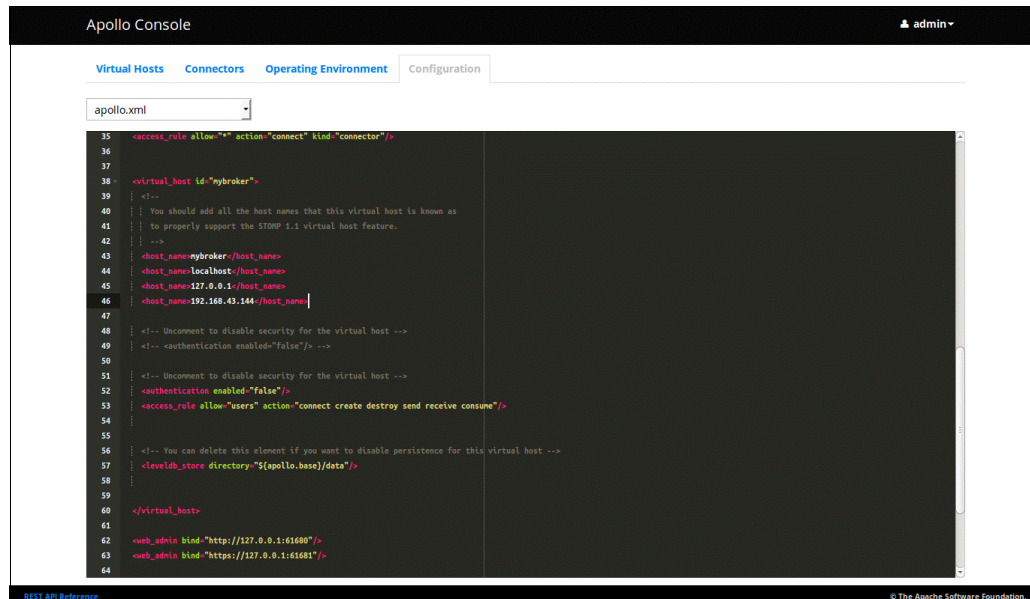 Apollo Console
admin
Virtual Hosts Connectors Operating Environment Configuration
apollo.xml
35 <access_rule allow="*" action="connect" kind="connector"/>
36
37
38 <virtual_host id="mybroker">
39 <!--
40 You should add all the host names that this virtual host is known as
41 to properly support the STOMP 1.1 virtual host feature.
42 -->
43 <host_name>mybroker</host_name>
44 <host_name>localhost</host_name>
45 <host_name>127.0.0.1</host_name>
46 <host_name>192.168.43.144</host_name>
47
48 <!-- Uncomment to disable security for the virtual host -->
49 <!-- <authentication enabled="false"/> -->
50
51 <!-- Uncomment to disable security for the virtual host -->
52 <authentication enabled="false"/>
53 <access_rule allow="users" action="connect create destroy send receive consume"/>
54
55
56 <!-- You can delete this element if you want to disable persistence for this virtual host -->
57 <leveldb_store directory="${apollo.base}/data"/>
58
59
60 </virtual_host>
61
62 <web_admin bind="http://127.0.0.1:61680"/>
63 <web_admin bind="https://127.0.0.1:61681"/>
64
REST API Reference
© The Apache Software Foundation.